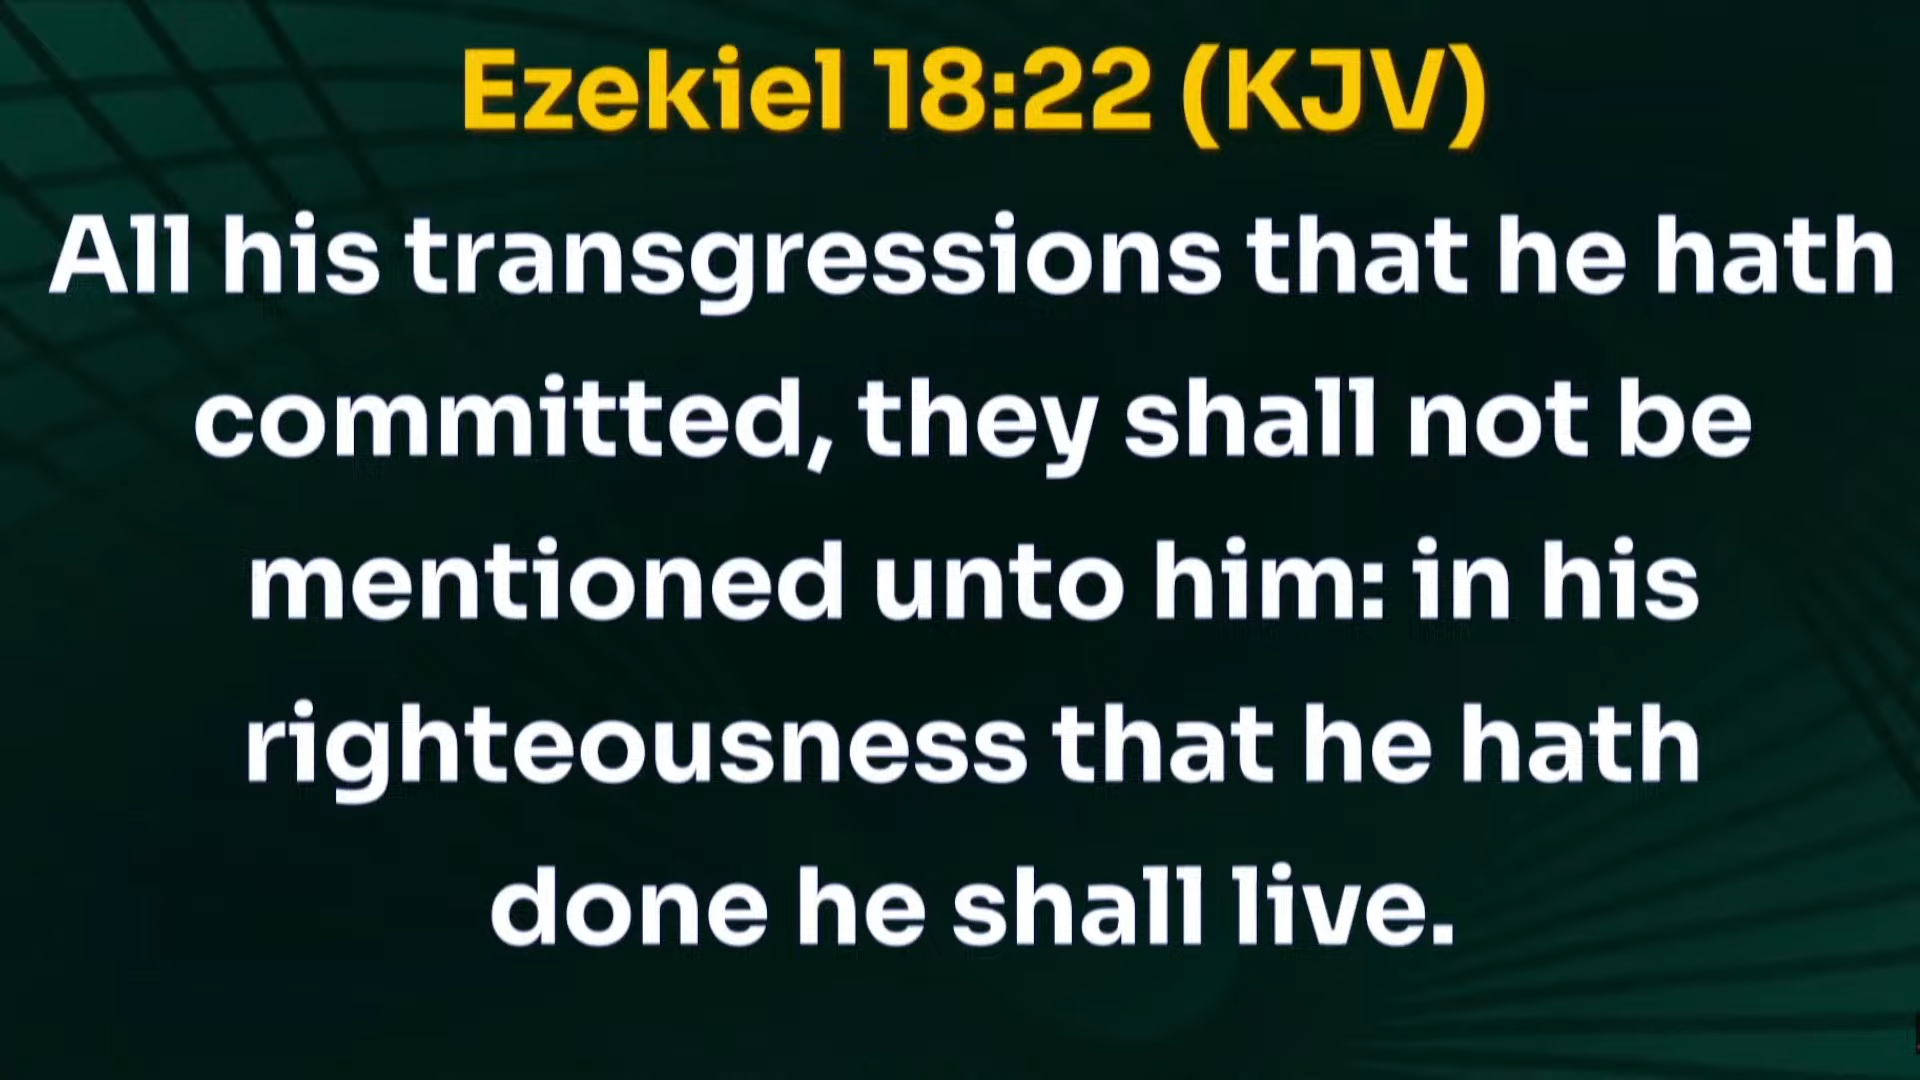 Ezekiel 18:22 (KJV)
All his transgressions that he hath
committed, they shall not be
mentioned unto him: in his
righteousness that he hath
done he shall live.